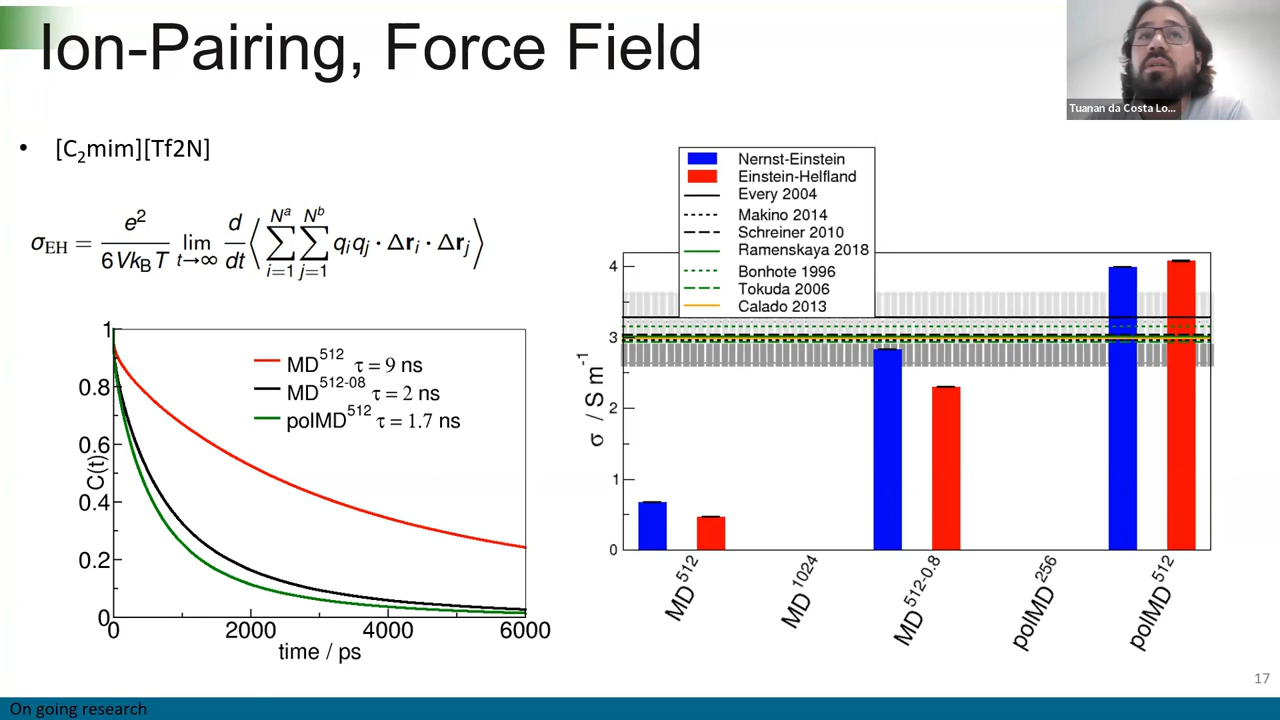 Ion-Pairing, Force Field
Tuanan da Costa Lo...
• [C₂mim][Tf2N]
σEH = e² / 6VkBT lim t→∞ d/dt ⟨ Nᵃ ∑ i=1 Nᵇ ∑ j=1 qᵢqⱼ · Δrᵢ · Δrⱼ ⟩
1
0.8
0.6
0.4
0.2
0
C(t)
MD⁵¹² τ = 9 ns
MD⁵¹²⁻⁰⁸ τ = 2 ns
polMD⁵¹² τ = 1.7 ns
0 2000 4000 6000
time / ps
Nernst-Einstein
Einstein-Helfland
Every 2004
Makino 2014
Schreiner 2010
Ramenskaya 2018
Bonhote 1996
Tokuda 2006
Calado 2013
4
3
2
1
0
σ / S m⁻¹
MD⁵¹²
MD¹⁰²⁴
MD⁵¹²⁻⁰·⁸
polMD²⁵⁶
polMD⁵¹²
17
On going research